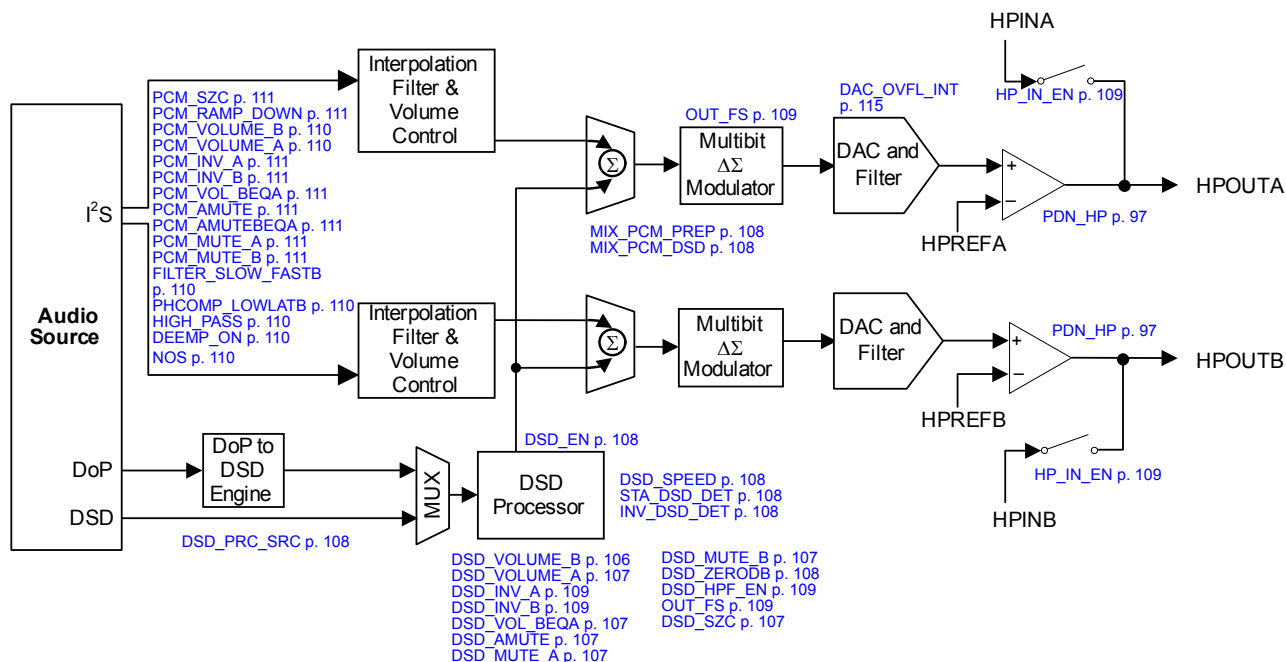 HPINA
HP_IN_EN p. 109
Interpolation
Filter &
Volume
Control
PCM_SZC p. 111
PCM_RAMP_DOWN p. 111
PCM_VOLUME_B p. 110
PCM_VOLUME_A p. 110
PCM_INV_A p. 111
PCM_INV_B p. 111
PCM_VOL_BEQA p. 111
PCM_AMUTE p. 111
PCM_AMUTEBEQA p. 111
PCM_MUTE_A p. 111
PCM_MUTE_B p. 111
FILTER_SLOW_FASTB
p. 110
PHCOMP_LOWLATB p. 110
HIGH_PASS p. 110
DEEMP_ON p. 110
NOS p. 110
I²S
Audio
Source
DoP
DSD
Σ
OUT_FS p. 109
Multibit
ΔΣ
Modulator
DAC_OVFL_INT
p. 115
DAC and
Filter
+
−
HPREFA
PDN_HP p. 97
HPOUTA
MIX_PCM_PREP p. 108
MIX_PCM_DSD p. 108
Interpolation
Filter &
Volume
Control
Σ
Multibit
ΔΣ
Modulator
DAC and
Filter
+
−
HPREFB
PDN_HP p. 97
HPOUTB
HP_IN_EN p. 109
HPINB
DoP to
DSD
Engine
MUX
DSD_PRC_SRC p. 108
DSD_EN p. 108
DSD
Processor
DSD_SPEED p. 108
STA_DSD_DET p. 108
INV_DSD_DET p. 108
DSD_VOLUME_B p. 106
DSD_VOLUME_A p. 107
DSD_INV_A p. 109
DSD_INV_B p. 109
DSD_VOL_BEQA p. 107
DSD_AMUTE p. 107
DSD_MUTE_A p. 107
DSD_MUTE_B p. 107
DSD_ZERODB p. 108
DSD_HPF_EN p. 109
OUT_FS p. 109
DSD_SZC p. 107